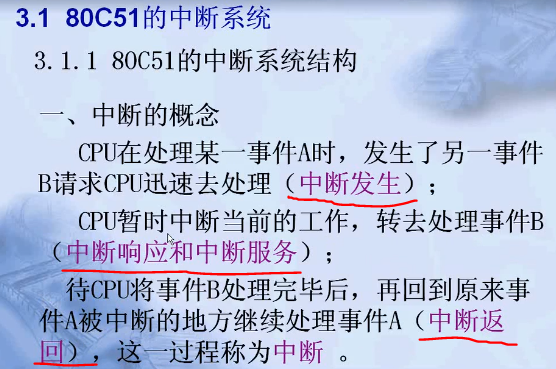 3.1 80C51的中断系统
3.1.1 80C51的中断系统结构
一、中断的概念
CPU在处理某一事件A时，发生了另一事件
B请求CPU迅速去处理（中断发生）；
CPU暂时中断当前的工作，转去处理事件B
（中断响应和中断服务）；
待CPU将事件B处理完毕后，再回到原来事
件A被中断的地方继续处理事件A（中断返
回），这一过程称为中断 。